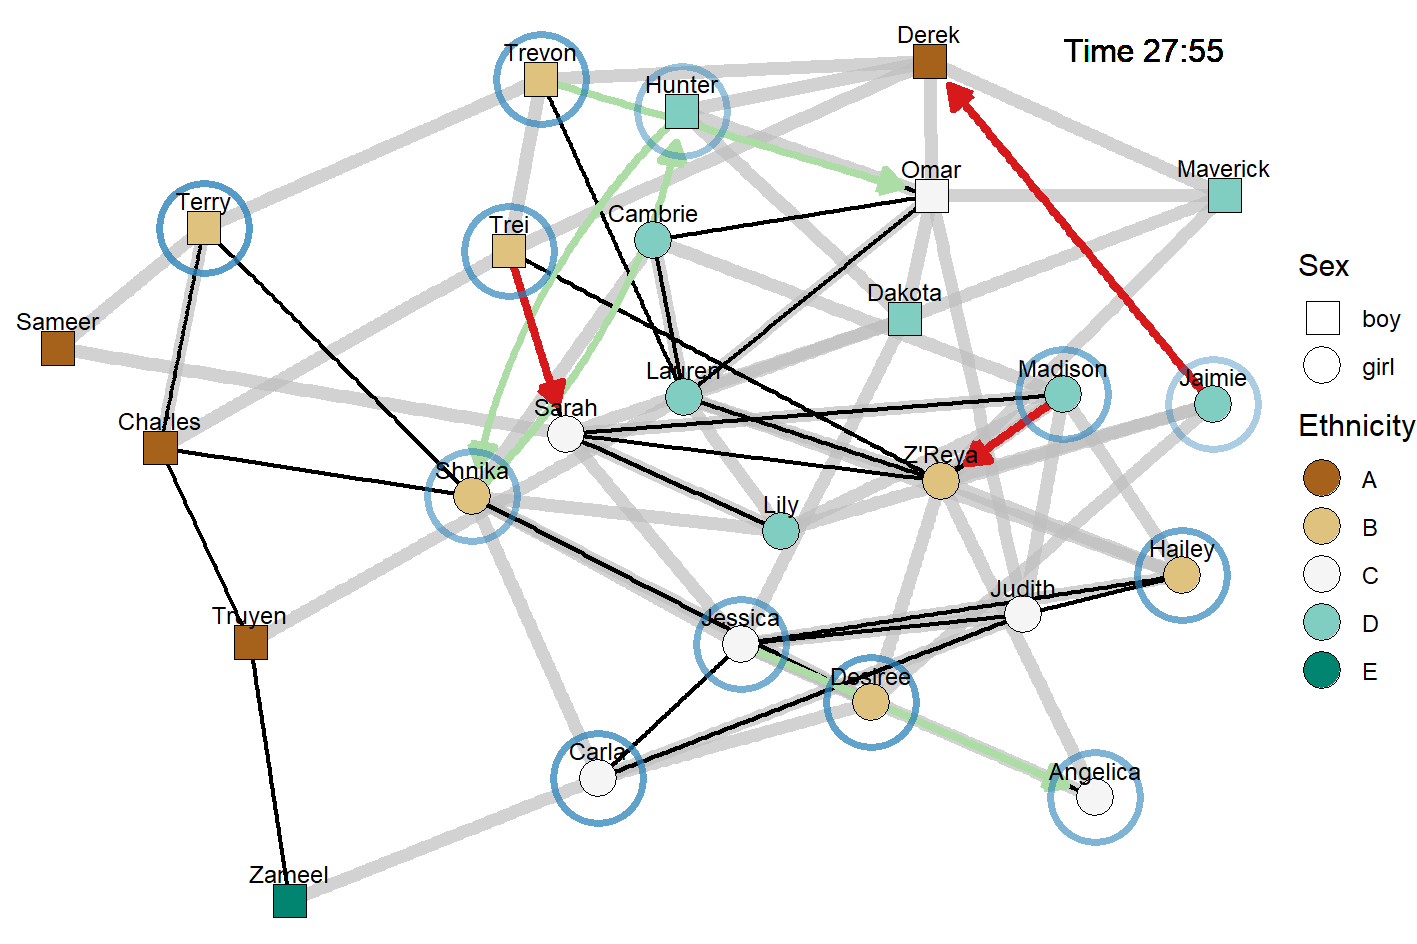 Derek
Time 27:55
Trevon
Hunter
Omar
Maverick
Terry
Trei
Cambrie
Sex
boy
girl
Dakota
Sameer
Lauren
Madison
Jaimie
Sarah
Charles
Ethnicity
Z'Reya
Shnika
A
Lily
B
Hailey
C
Judith
Truyen
Jessica
D
Desiree
E
Carla
Angelica
Zameel